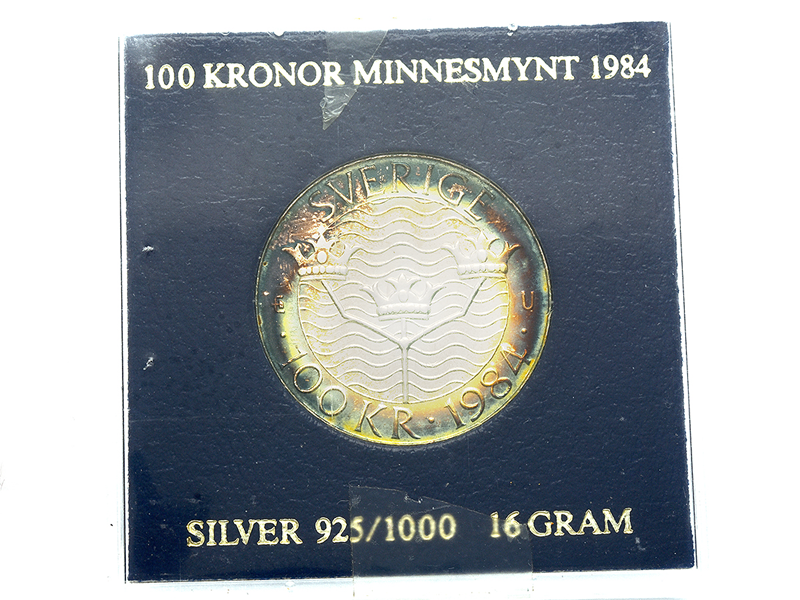 100 KRONOR MINNESMYNT 1984
SVERIGE
U
· 100 KR · 1984 ·
SILVER 925/1000 16 GRAM